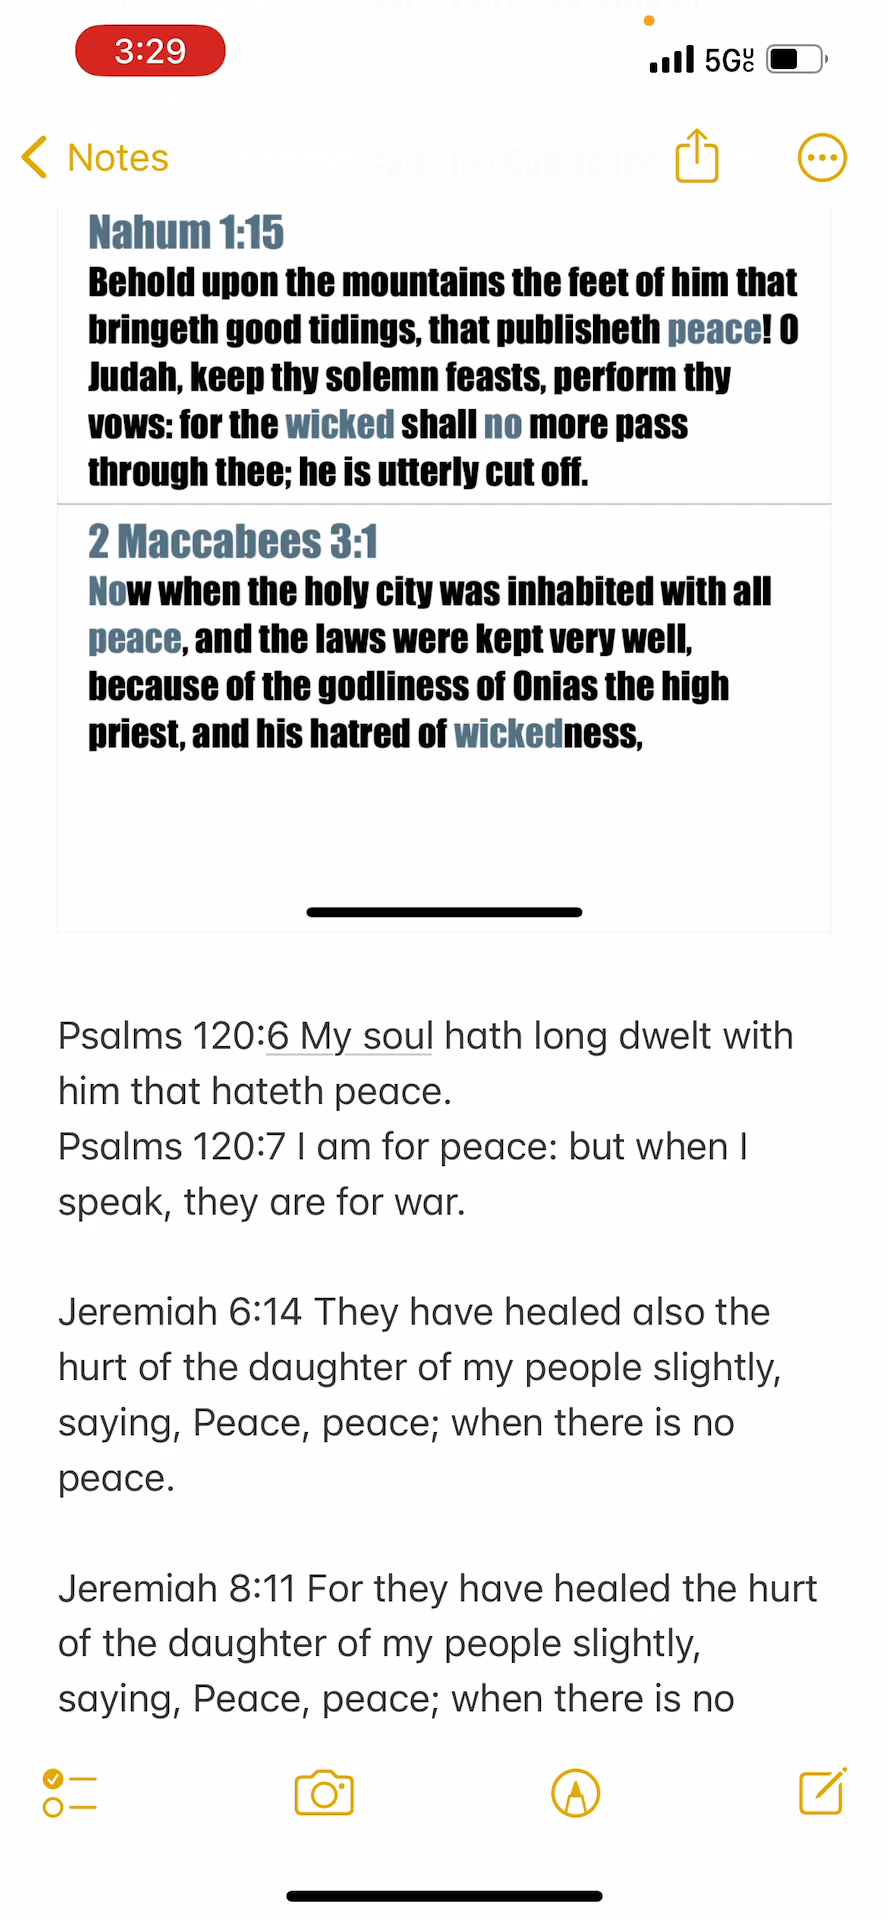 3:29
5G UC
Notes
saith my God, to the
Nahum 1:15
Behold upon the mountains the feet of him that
bringeth good tidings, that publisheth peace! O
Judah, keep thy solemn feasts, perform thy
vows: for the wicked shall no more pass
through thee; he is utterly cut off.
2 Maccabees 3:1
Now when the holy city was inhabited with all
peace, and the laws were kept very well,
because of the godliness of Onias the high
priest, and his hatred of wickedness,
Psalms 120:6 My soul hath long dwelt with
him that hateth peace.
Psalms 120:7 I am for peace: but when I
speak, they are for war.
Jeremiah 6:14 They have healed also the
hurt of the daughter of my people slightly,
saying, Peace, peace; when there is no
peace.
Jeremiah 8:11 For they have healed the hurt
of the daughter of my people slightly,
saying, Peace, peace; when there is no